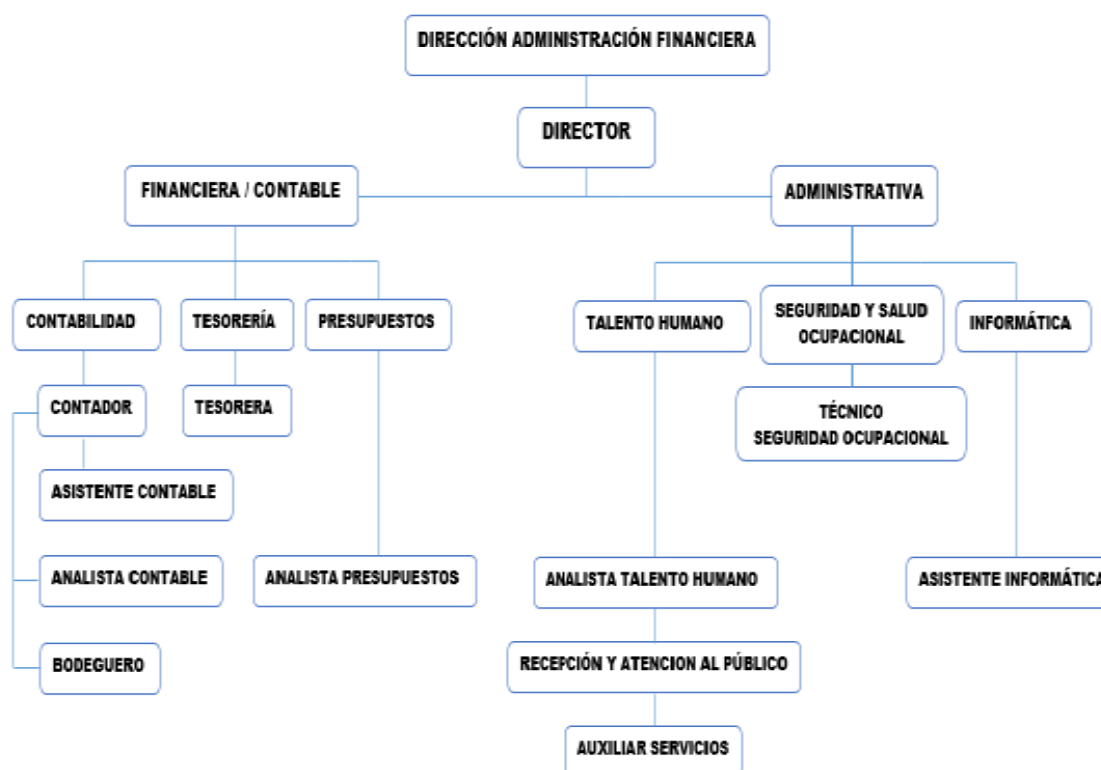 DIRECCIÓN ADMINISTRACIÓN FINANCIERA
DIRECTOR
FINANCIERA / CONTABLE
ADMINISTRATIVA
CONTABILIDAD
TESORERÍA
PRESUPUESTOS
TALENTO HUMANO
SEGURIDAD Y SALUD
OCUPACIONAL
INFORMÁTICA
CONTADOR
TESORERA
TÉCNICO
SEGURIDAD OCUPACIONAL
ASISTENTE CONTABLE
ANALISTA CONTABLE
ANALISTA PRESUPUESTOS
ANALISTA TALENTO HUMANO
ASISTENTE INFORMÁTICA
BODEGUERO
RECEPCIÓN Y ATENCION AL PÚBLICO
AUXILIAR SERVICIOS